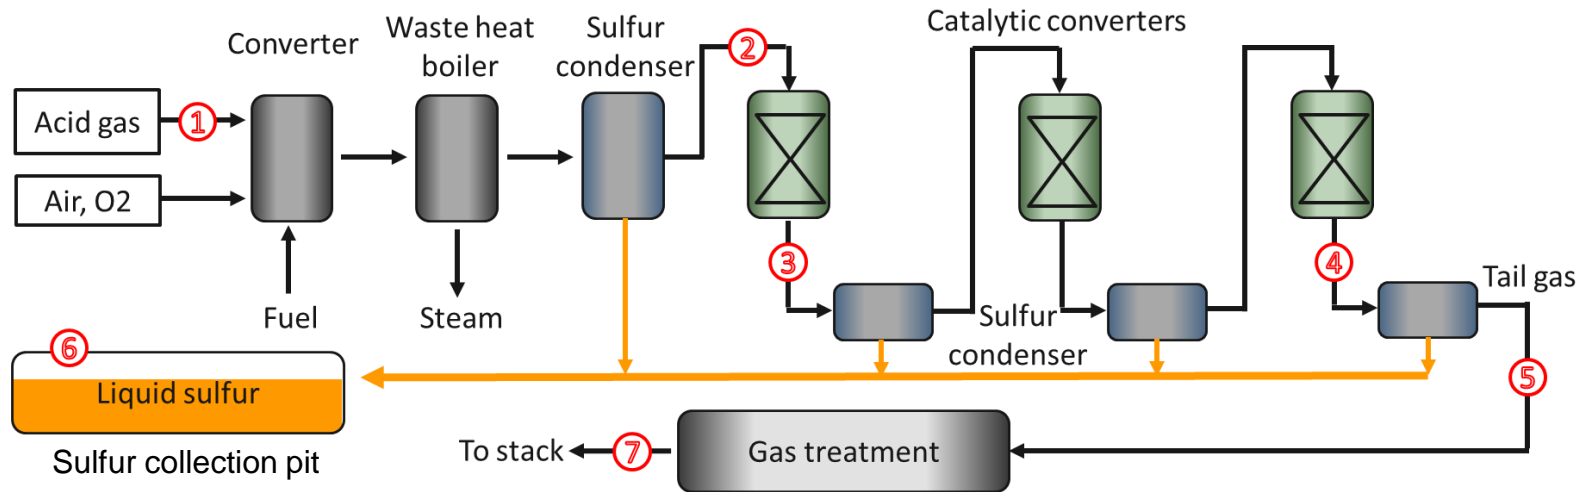 Catalytic converters
Waste heat
boiler
Sulfur
condenser
Converter
2
Acid gas
1
Air, O2
3
4
Tail gas
Fuel
Steam
Sulfur
condenser
6
Liquid sulfur
5
Sulfur collection pit
To stack
7
Gas treatment